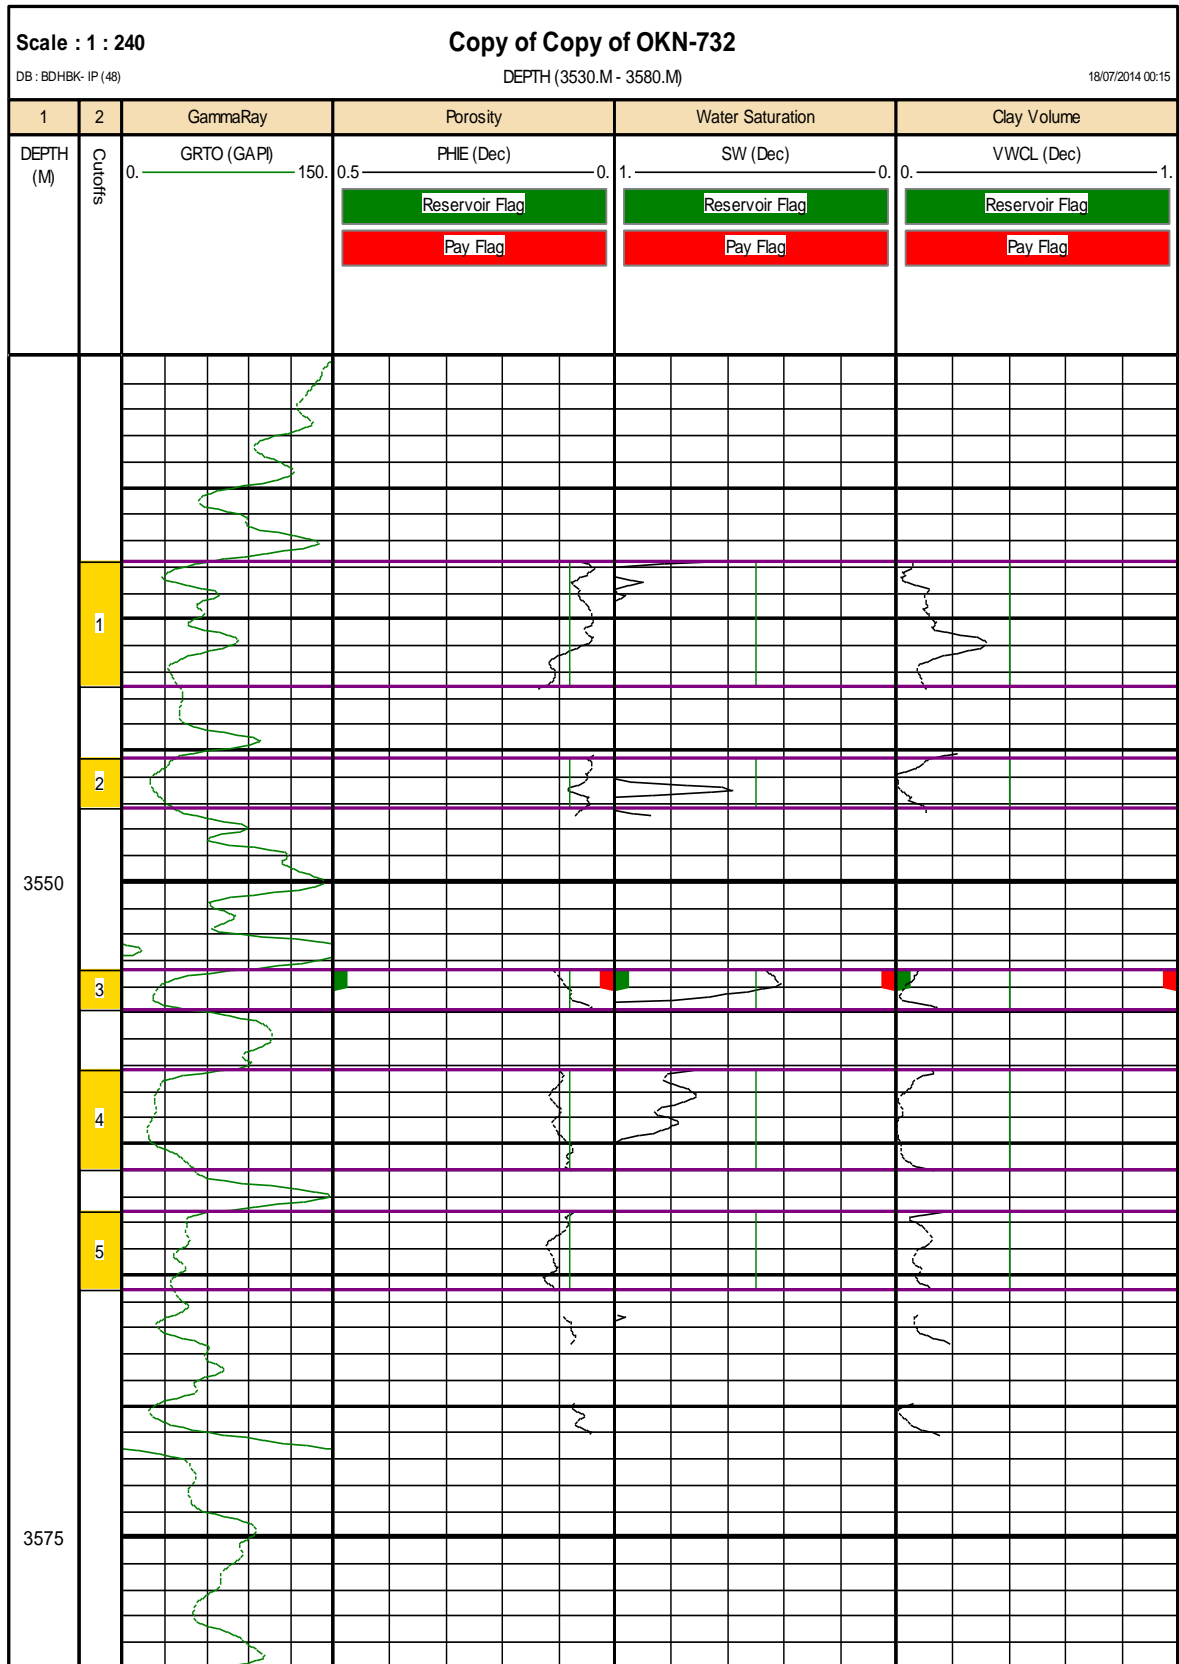 Scale : 1 : 240
Copy of Copy of OKN-732
DB : BDHBK- IP (48)
DEPTH (3530.M - 3580.M)
18/07/2014 00:15
1 2 GammaRay Porosity Water Saturation Clay Volume
DEPTH (M)
Cutoffs
GRTO (GAPI)
0. 150.
PHIE (Dec)
0.5 0.
Reservoir Flag
Pay Flag
SW (Dec)
1. 0.
Reservoir Flag
Pay Flag
VWCL (Dec)
0. 1.
Reservoir Flag
Pay Flag
1
2
3550
3
4
5
3575